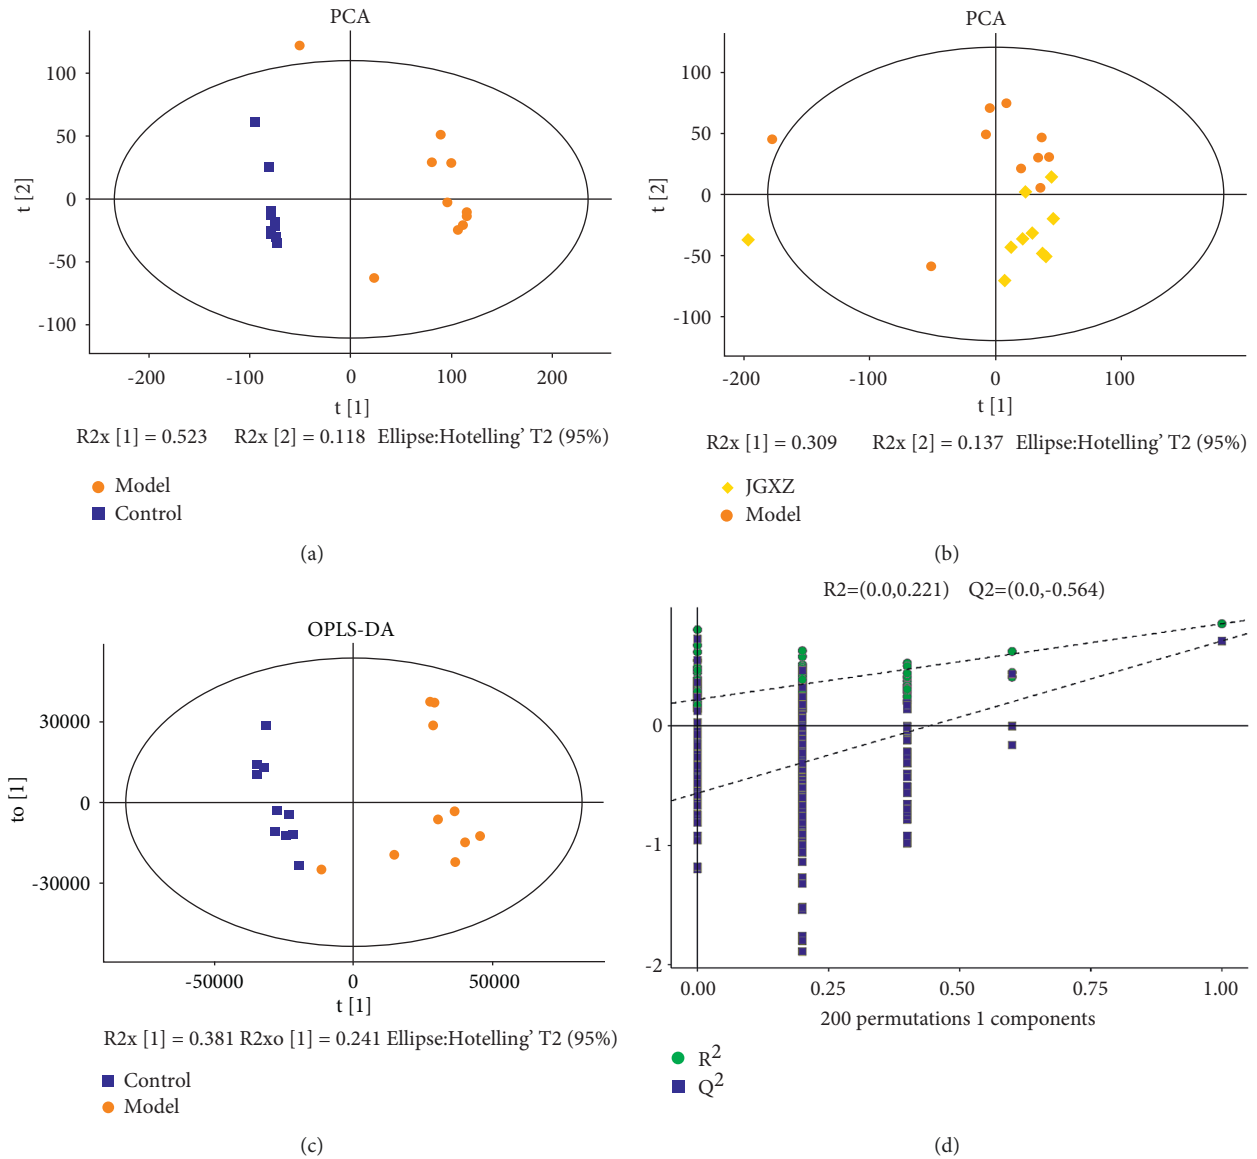 PCA
100
50
0
-50
-100
t [2]
-200 -100 0 100 200
t [1]
R2x [1] = 0.523 R2x [2] = 0.118 Ellipse:Hotelling' T2 (95%)
Model
Control
(a)
PCA
100
50
0
-50
-100
t [2]
-200 -100 0 100
t [1]
R2x [1] = 0.309 R2x [2] = 0.137 Ellipse:Hotelling' T2 (95%)
JGXZ
Model
(b)
OPLS-DA
30000
0
-30000
to [1]
-50000 0 50000
t [1]
R2x [1] = 0.381 R2xo [1] = 0.241 Ellipse:Hotelling' T2 (95%)
Control
Model
(c)
R2=(0.0,0.221) Q2=(0.0,-0.564)
0
-1
-2
0.00 0.25 0.50 0.75 1.00
200 permutations 1 components
R²
Q²
(d)